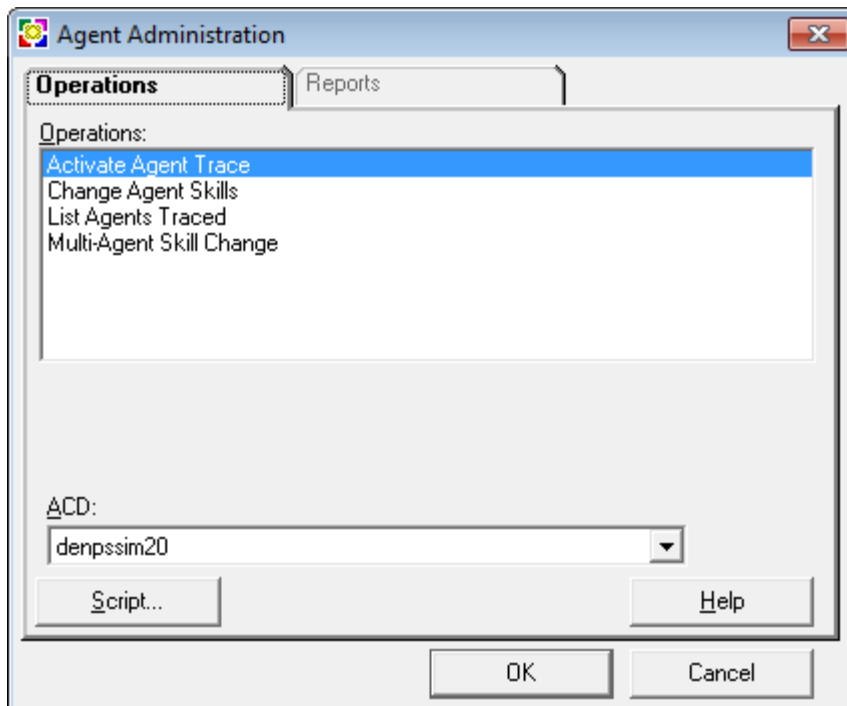 Agent Administration
Operations
Reports
Operations:
Activate Agent Trace
Change Agent Skills
List Agents Traced
Multi-Agent Skill Change
ACD:
denpssim20
Script...
Help
OK
Cancel